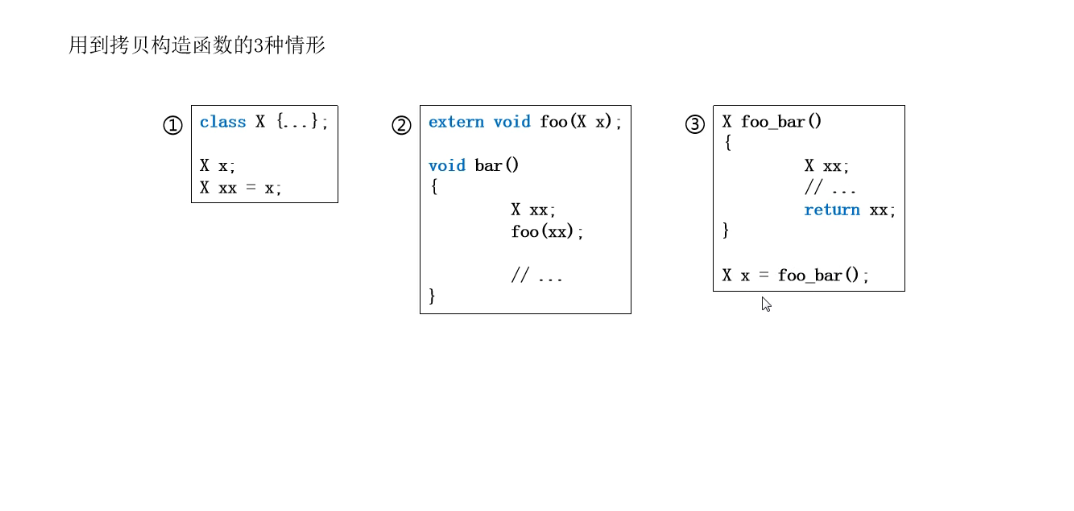 用到拷贝构造函数的3种情形
①
class X {...};
X x;
X xx = x;
②
extern void foo(X x);
void bar()
{
X xx;
foo(xx);
// ...
}
③
X foo_bar()
{
X xx;
// ...
return xx;
}
X x = foo_bar();